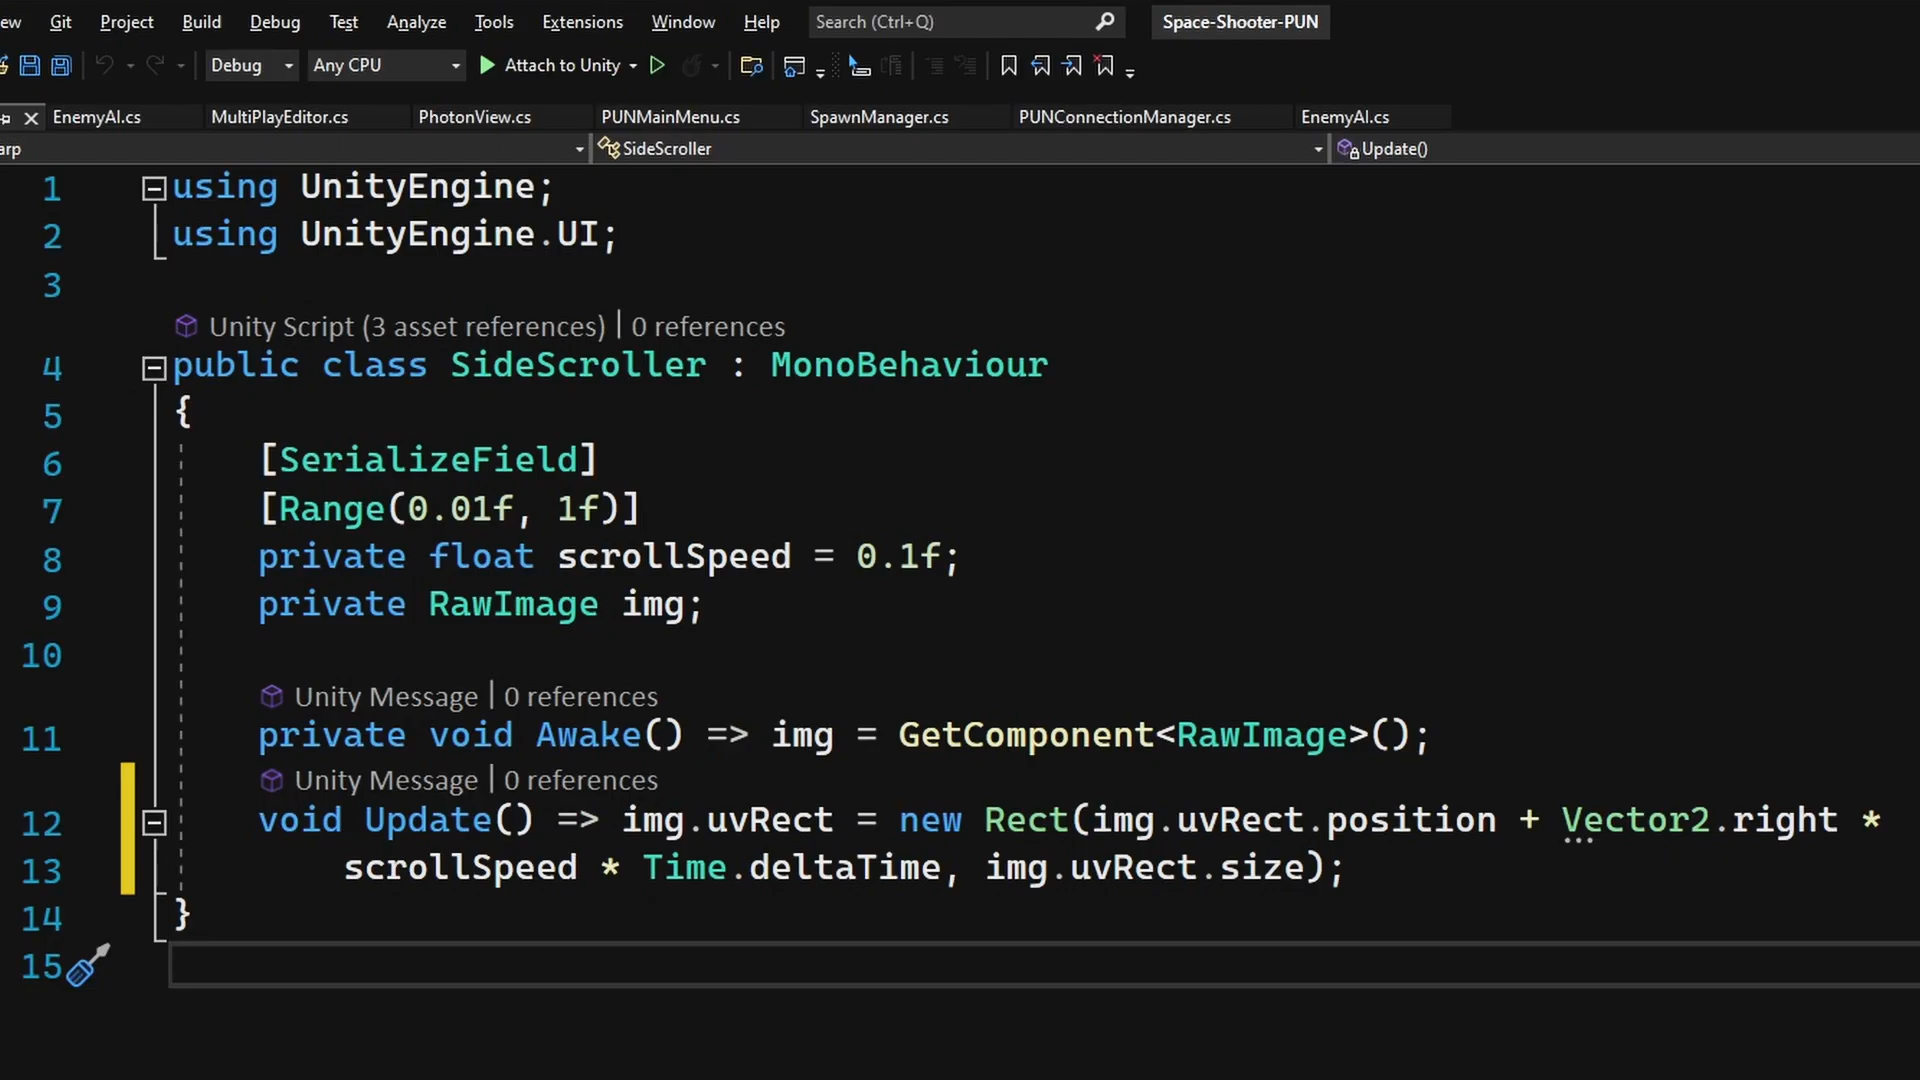 ew Git Project Build Debug Test Analyze Tools Extensions Window Help Search (Ctrl+Q) Space-Shooter-PUN
Debug Any CPU Attach to Unity
EnemyAI.cs MultiPlayEditor.cs PhotonView.cs PUNMainMenu.cs SpawnManager.cs PUNConnectionManager.cs EnemyAI.cs
arp SideScroller Update()
1 using UnityEngine;
2 using UnityEngine.UI;
3
Unity Script (3 asset references) | 0 references
4 public class SideScroller : MonoBehaviour
5 {
6 [SerializeField]
7 [Range(0.01f, 1f)]
8 private float scrollSpeed = 0.1f;
9 private RawImage img;
10
Unity Message | 0 references
11 private void Awake() => img = GetComponent<RawImage>();
Unity Message | 0 references
12 void Update() => img.uvRect = new Rect(img.uvRect.position + Vector2.right *
13 scrollSpeed * Time.deltaTime, img.uvRect.size);
14 }
15